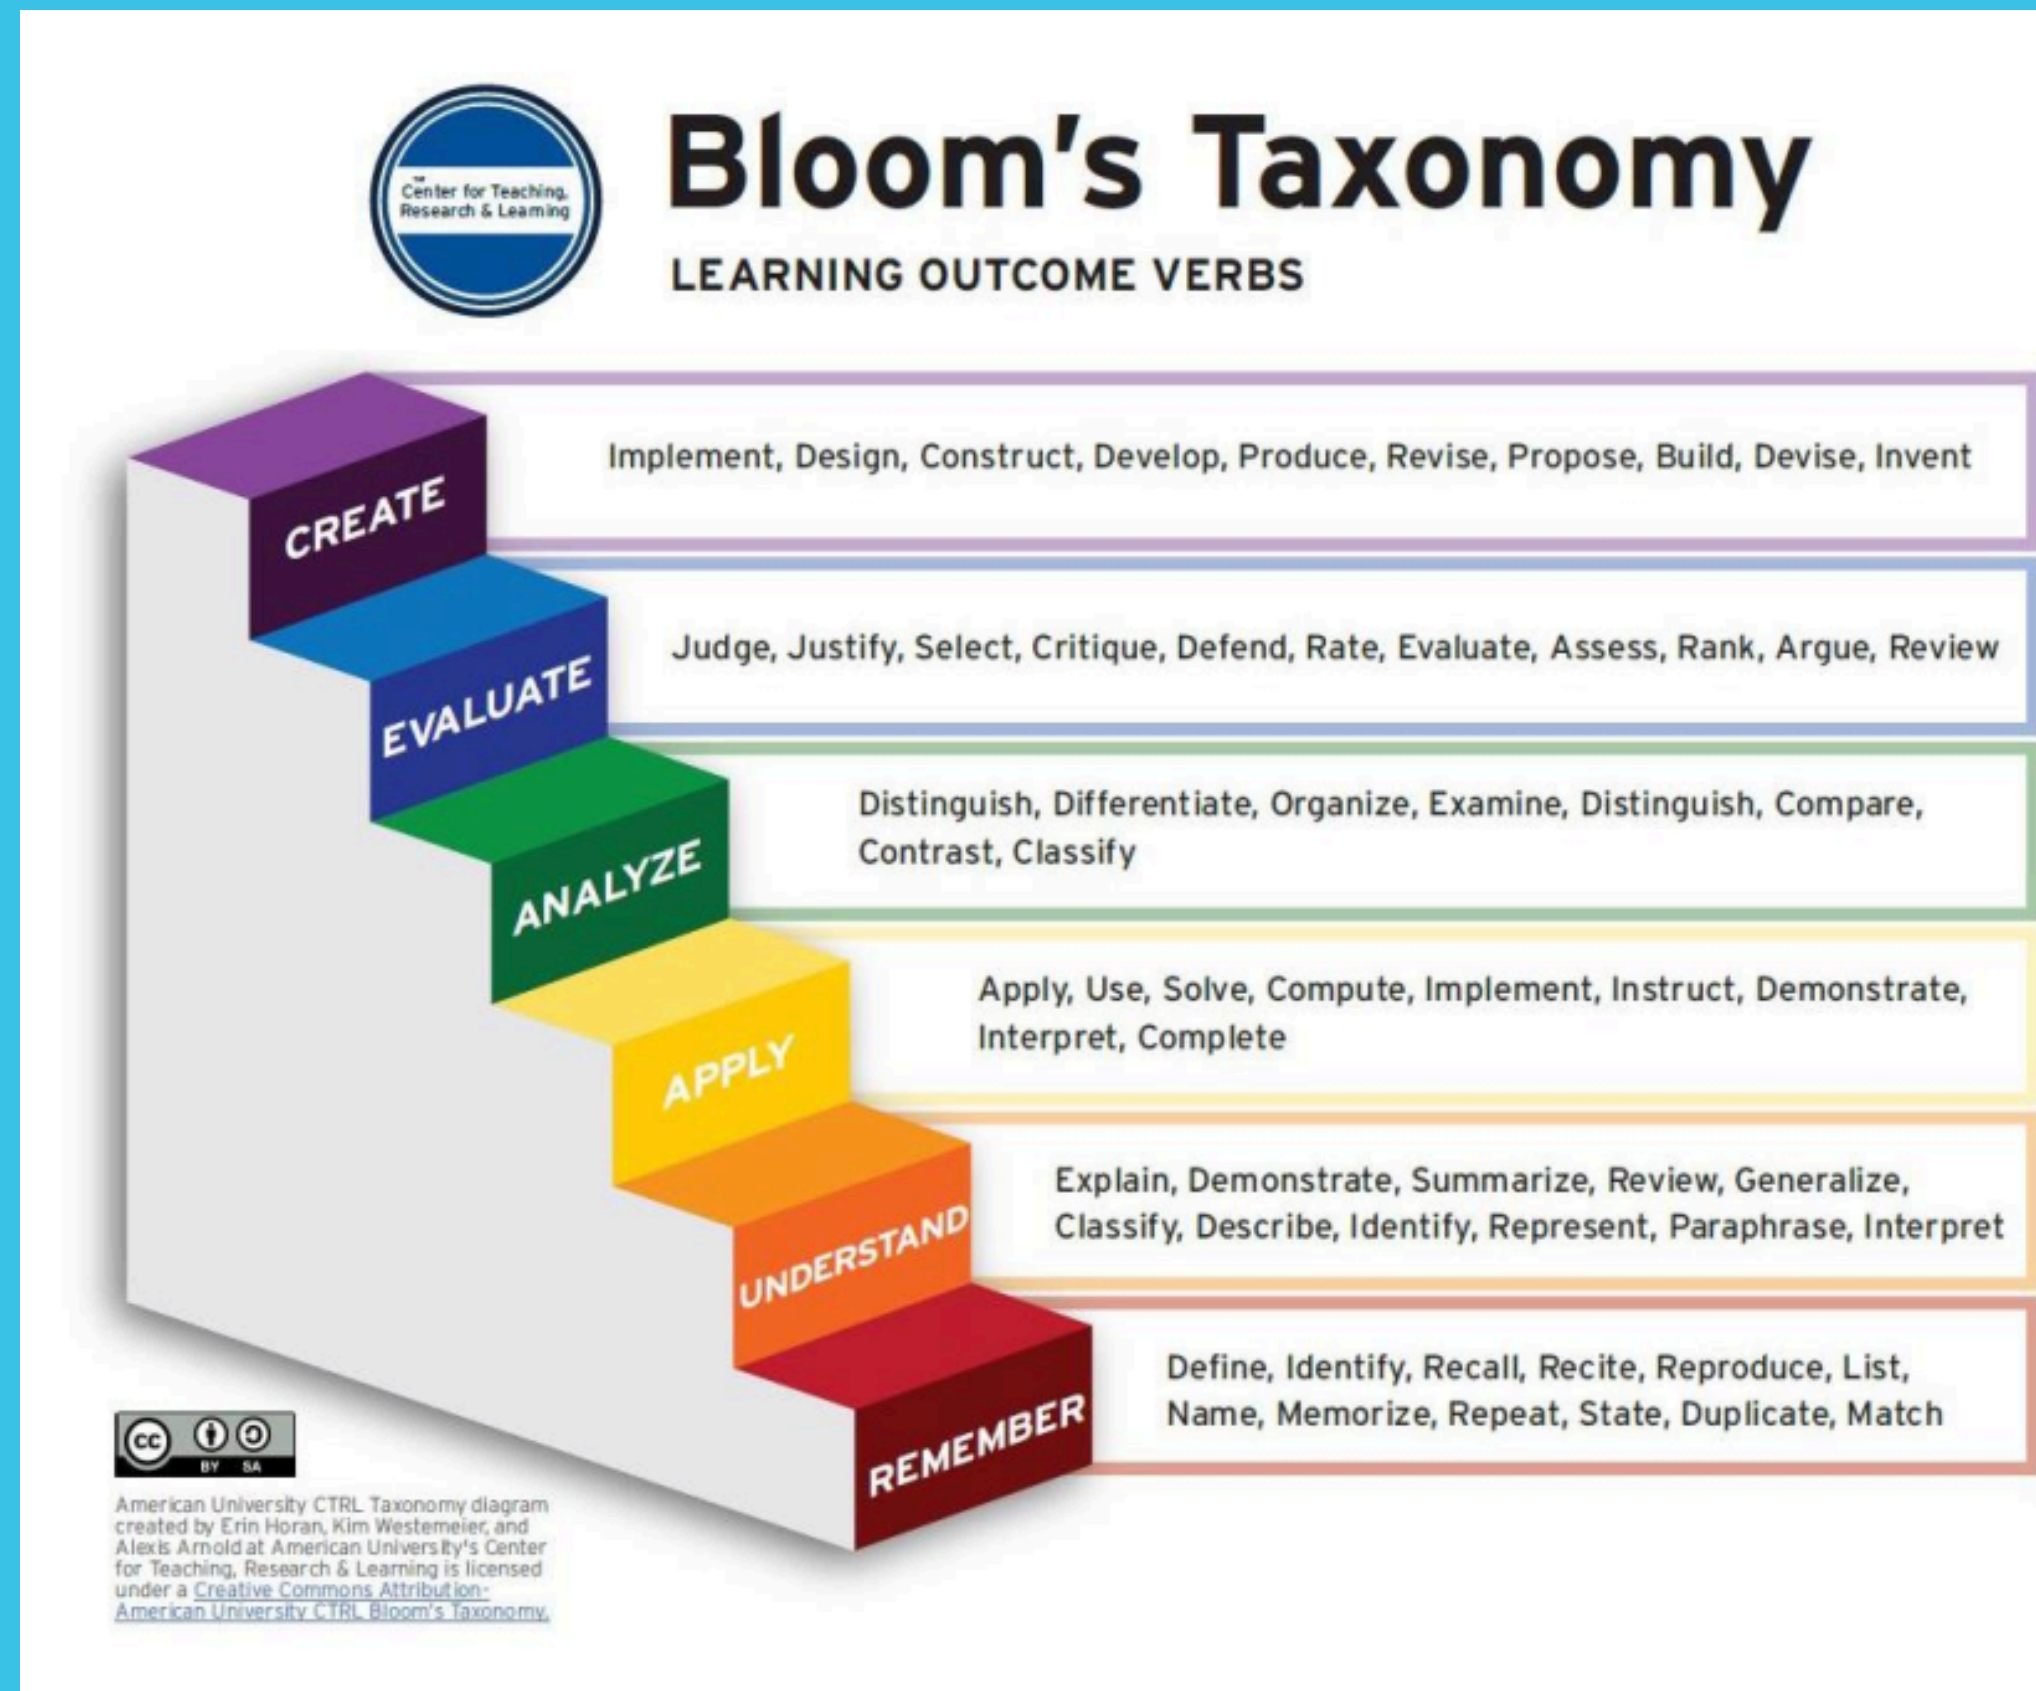 THE
Center for Teaching,
Research & Learning
Bloom's Taxonomy
LEARNING OUTCOME VERBS
CREATE
Implement, Design, Construct, Develop, Produce, Revise, Propose, Build, Devise, Invent
EVALUATE
Judge, Justify, Select, Critique, Defend, Rate, Evaluate, Assess, Rank, Argue, Review
ANALYZE
Distinguish, Differentiate, Organize, Examine, Distinguish, Compare,
Contrast, Classify
APPLY
Apply, Use, Solve, Compute, Implement, Instruct, Demonstrate,
Interpret, Complete
UNDERSTAND
Explain, Demonstrate, Summarize, Review, Generalize,
Classify, Describe, Identify, Represent, Paraphrase, Interpret
REMEMBER
Define, Identify, Recall, Recite, Reproduce, List,
Name, Memorize, Repeat, State, Duplicate, Match
cc
BY SA
American University CTRL Taxonomy diagram
created by Erin Horan, Kim Westemeier, and
Alexis Arnold at American University's Center
for Teaching, Research & Learning is licensed
under a Creative Commons Attribution-
American University CTRL Bloom's Taxonomy.